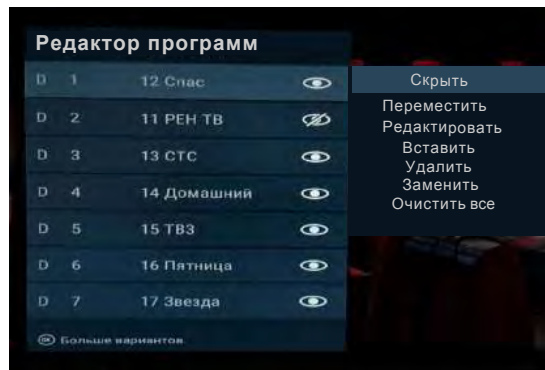 Редактор программ
D 1 12 Спас
D 2 11 РЕН ТВ
D 3 13 СТС
D 4 14 Домашний
D 5 15 ТВ3
D 6 16 Пятница
D 7 17 Звезда
OK Больше вариантов
Скрыть
Переместить
Редактировать
Вставить
Удалить
Заменить
Очистить все